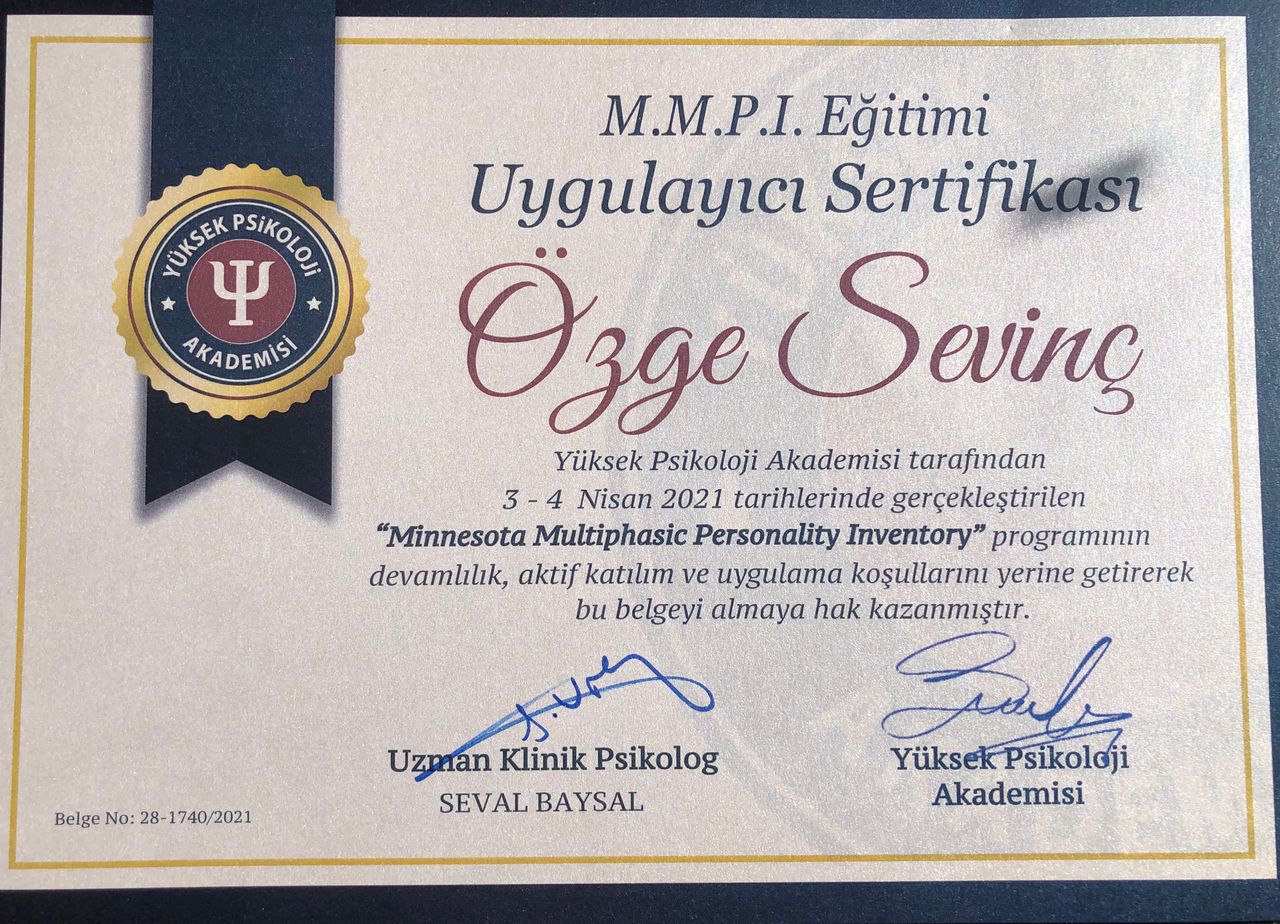 M.M.P.I. Eğitimi
Uygulayıcı Sertifikası
Özge Sevinç
YÜKSEK PSiKOLOJi
AKADEMİSİ
Yüksek Psikoloji Akademisi tarafından
3 - 4 Nisan 2021 tarihlerinde gerçekleştirilen
“Minnesota Multiphasic Personality Inventory” programının
devamlılık, aktif katılım ve uygulama koşullarını yerine getirerek
bu belgeyi almaya hak kazanmıştır.
Uzman Klinik Psikolog
SEVAL BAYSAL
Yüksek Psikoloji
Akademisi
Belge No: 28-1740/2021